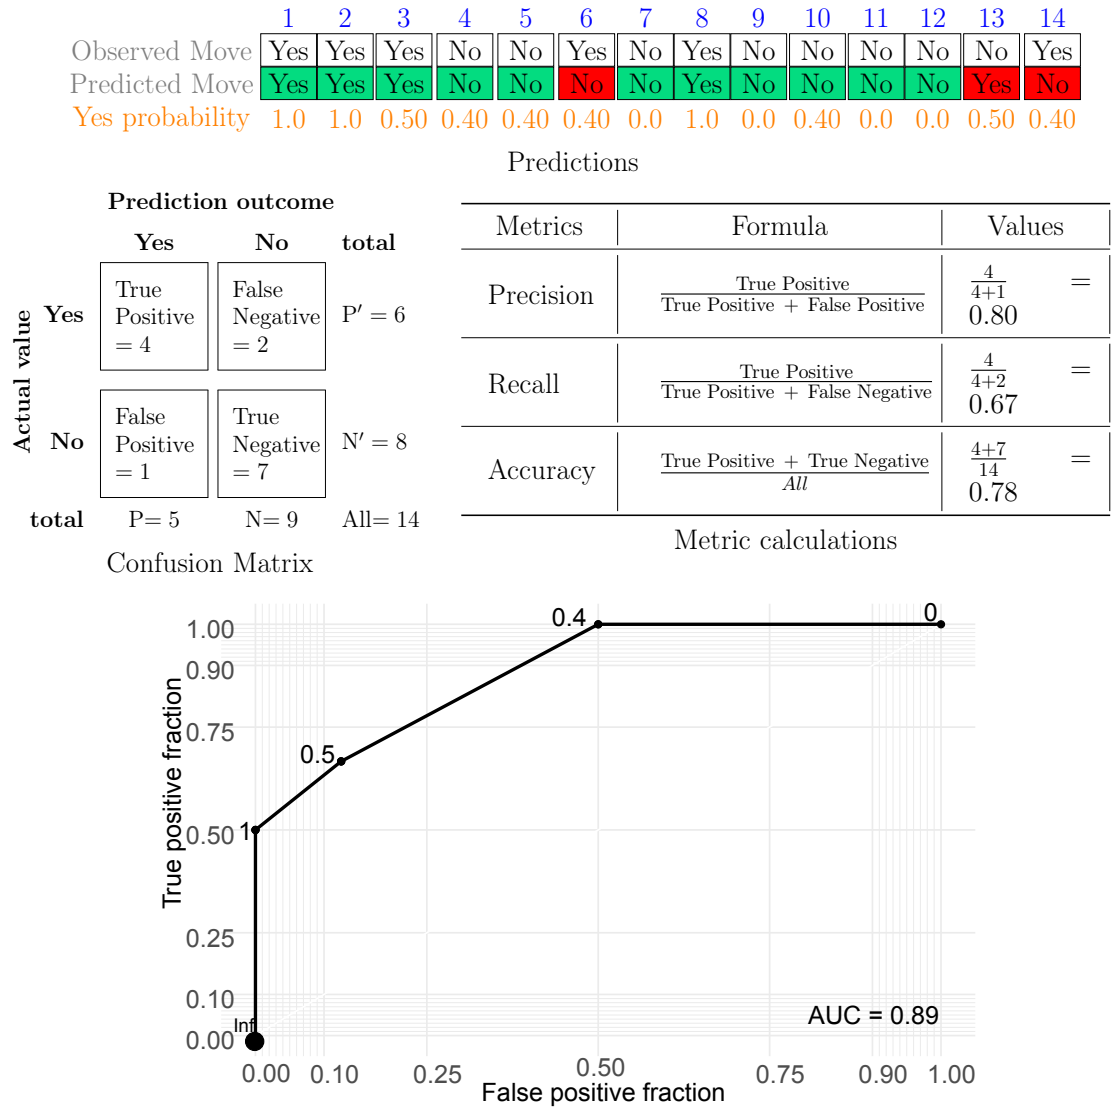 1 2 3 4 5 6 7 8 9 10 11 12 13 14
Observed Move Yes Yes Yes No No Yes No Yes No No No No No Yes
Predicted Move Yes Yes Yes No No No No Yes No No No No Yes No
Yes probability 1.0 1.0 0.50 0.40 0.40 0.40 0.0 1.0 0.0 0.40 0.0 0.0 0.50 0.40
Predictions
Prediction outcome
Yes No total
Actual value
Yes
True
Positive
= 4
False
Negative
= 2
P′ = 6
No
False
Positive
= 1
True
Negative
= 7
N′ = 8
total P= 5 N= 9 All= 14
Confusion Matrix
Metrics Formula Values
Precision
True Positive
True Positive + False Positive
4
4+1
=
0.80
Recall
True Positive
True Positive + False Negative
4
4+2
=
0.67
Accuracy
True Positive + True Negative
All
4+7
14
=
0.78
Metric calculations
True positive fraction
1.00
0.90
0.75
0.50
0.25
0.10
0.00
0
0.4
0.5
1
Inf
AUC = 0.89
0.00 0.10 0.25 0.50 0.75 0.90 1.00
False positive fraction